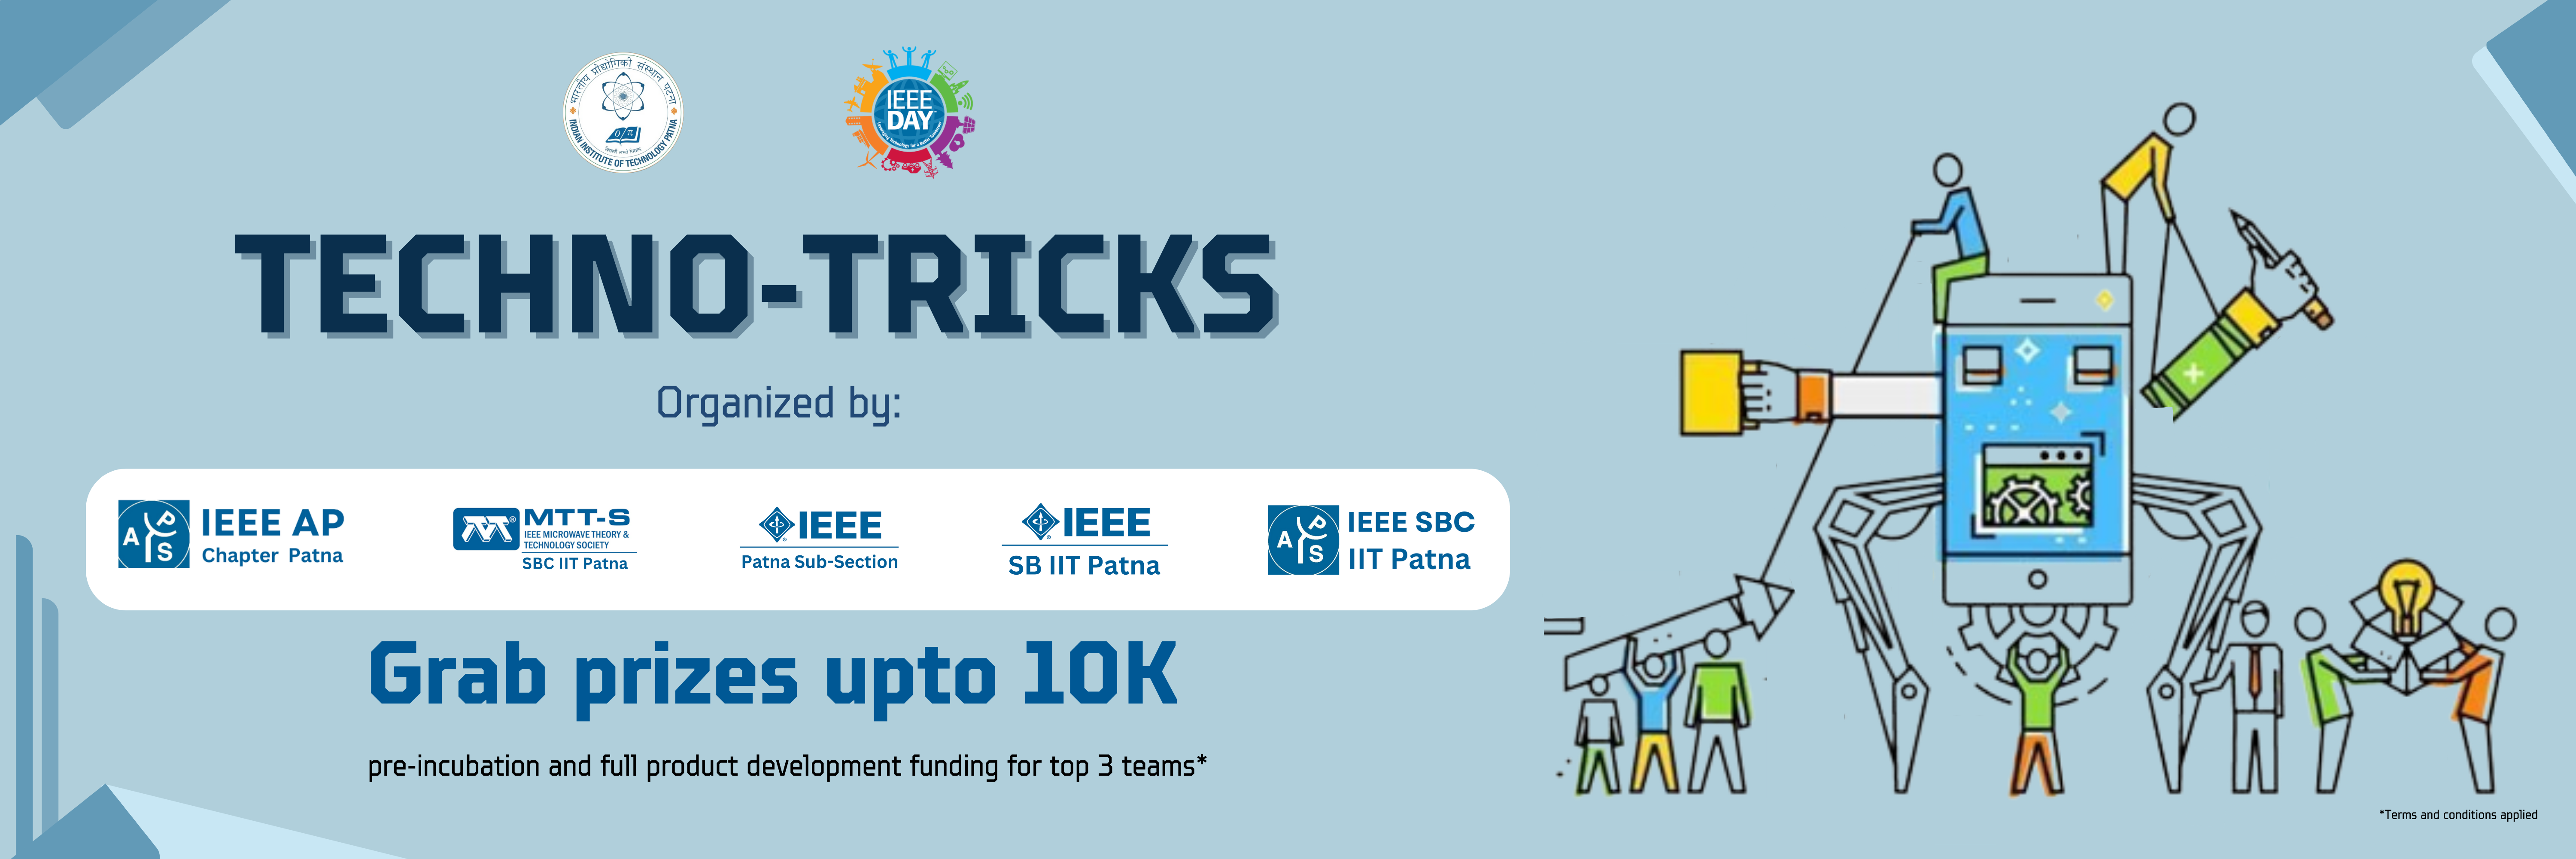 भारतीय प्रौद्योगिकी संस्थान पटना
INDIAN INSTITUTE OF TECHNOLOGY PATNA
IEEE
DAY
TECHNO-TRICKS
Organized by:
A P S
IEEE AP
Chapter Patna
MTT-S
IEEE MICROWAVE THEORY &
TECHNOLOGY SOCIETY
SBC IIT Patna
IEEE
Patna Sub-Section
IEEE
SB IIT Patna
A P S
IEEE SBC
IIT Patna
Grab prizes upto 10K
pre-incubation and full product development funding for top 3 teams*
*Terms and conditions applied